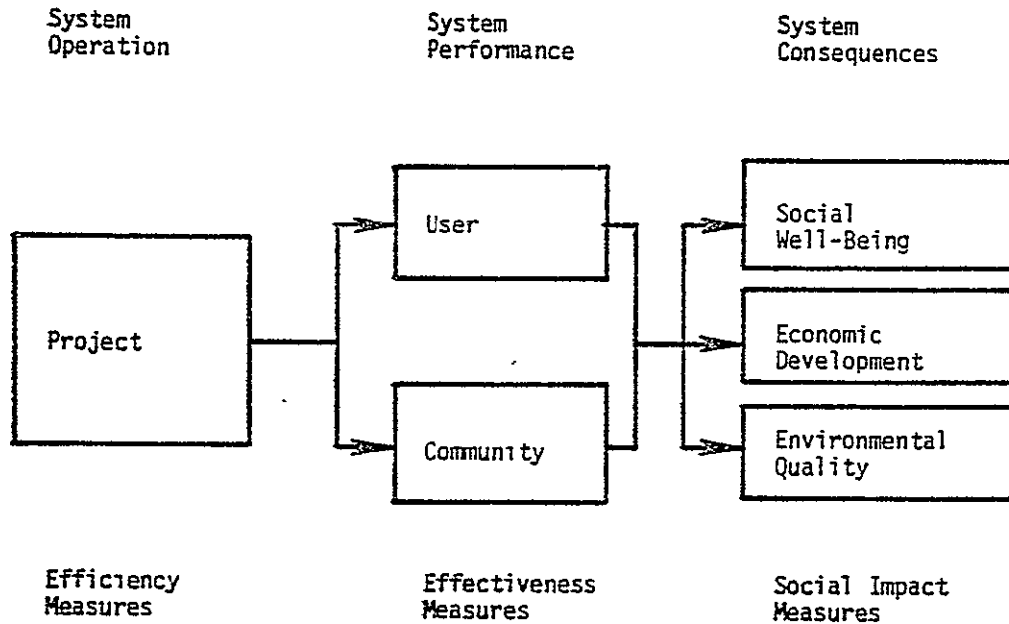 System
Operation
System
Performance
System
Consequences
Project
User
Community
Social
Well-Being
Economic
Development
Environmental
Quality
Efficiency
Measures
Effectiveness
Measures
Social Impact
Measures